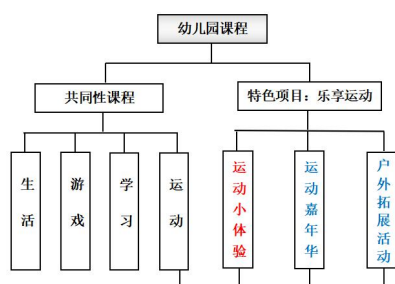 幼儿园课程
共同性课程
特色项目：乐享运动
生活
游戏
学习
运动
运动小体验
运动嘉年华
户外拓展活动